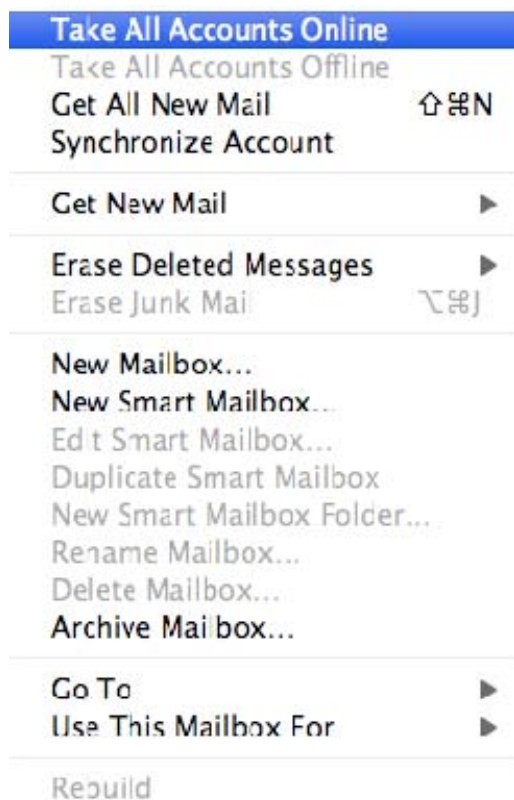 Take All Accounts Online
Take All Accounts Offline
Get All New Mail ⇧⌘N
Synchronize Account
Get New Mail ▶
Erase Deleted Messages ▶
Erase Junk Mail ⌥⌘J
New Mailbox...
New Smart Mailbox...
Edit Smart Mailbox...
Duplicate Smart Mailbox
New Smart Mailbox Folder...
Rename Mailbox...
Delete Mailbox...
Archive Mailbox...
Go To ▶
Use This Mailbox For ▶
Rebuild